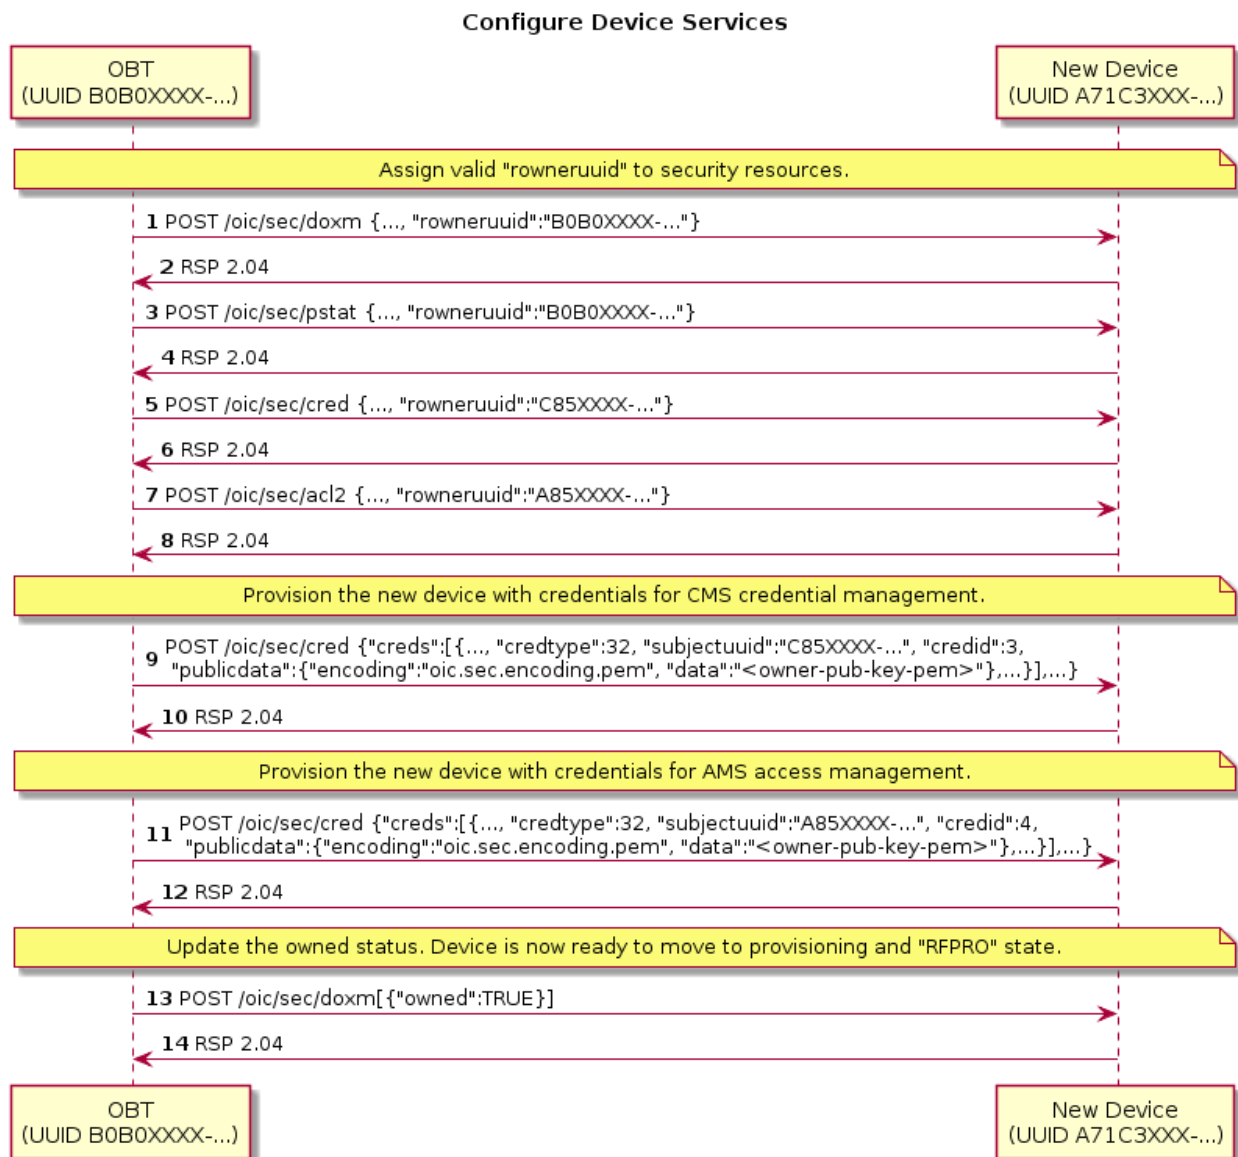 Configure Device Services
OBT
(UUID B0B0XXXX-...)
New Device
(UUID A71C3XXX-...)
Assign valid "rowneruuid" to security resources.
1 POST /oic/sec/doxm {..., "rowneruuid":"B0B0XXXX-..."}
2 RSP 2.04
3 POST /oic/sec/pstat {..., "rowneruuid":"B0B0XXXX-..."}
4 RSP 2.04
5 POST /oic/sec/cred {..., "rowneruuid":"C85XXXX-..."}
6 RSP 2.04
7 POST /oic/sec/acl2 {..., "rowneruuid":"A85XXXX-..."}
8 RSP 2.04
Provision the new device with credentials for CMS credential management.
9 POST /oic/sec/cred {"creds":[{..., "credtype":32, "subjectuuid":"C85XXXX-...", "credid":3,
"publicdata":{"encoding":"oic.sec.encoding.pem", "data":"<owner-pub-key-pem>"},...}],...}
10 RSP 2.04
Provision the new device with credentials for AMS access management.
11 POST /oic/sec/cred {"creds":[{..., "credtype":32, "subjectuuid":"A85XXXX-...", "credid":4,
"publicdata":{"encoding":"oic.sec.encoding.pem", "data":"<owner-pub-key-pem>"},...}],...}
12 RSP 2.04
Update the owned status. Device is now ready to move to provisioning and "RFPRO" state.
13 POST /oic/sec/doxm[{"owned":TRUE}]
14 RSP 2.04
OBT
(UUID B0B0XXXX-...)
New Device
(UUID A71C3XXX-...)